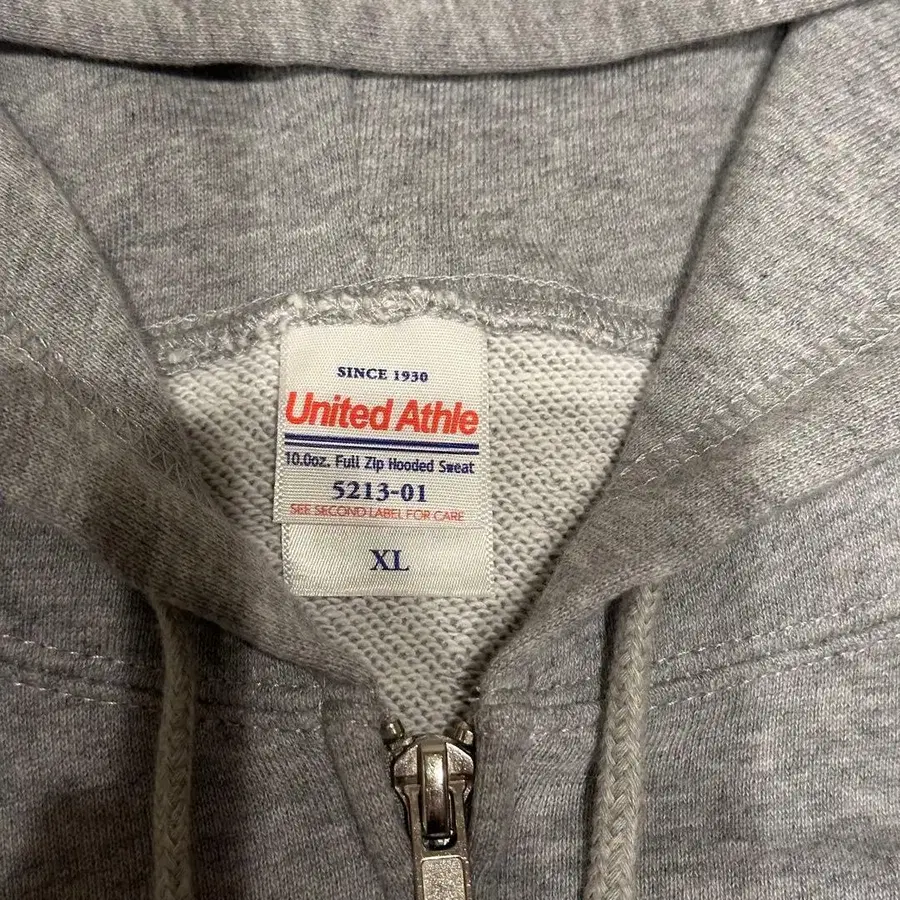 SINCE 1930
United Athle
10.0oz. Full Zip Hooded Sweat
5213-01
SEE SECOND LABEL FOR CARE
XL